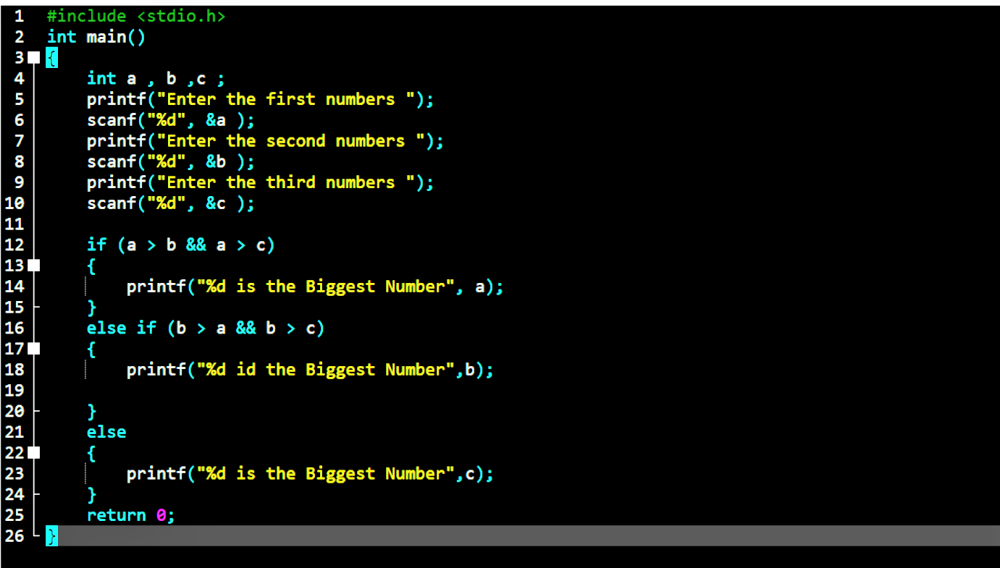 1 #include <stdio.h>
2 int main()
3 {
4     int a , b ,c ;
5     printf("Enter the first numbers ");
6     scanf("%d", &a );
7     printf("Enter the second numbers ");
8     scanf("%d", &b );
9     printf("Enter the third numbers ");
10     scanf("%d", &c );
11
12     if (a > b && a > c)
13     {
14         printf("%d is the Biggest Number", a);
15     }
16     else if (b > a && b > c)
17     {
18         printf("%d id the Biggest Number",b);
19
20     }
21     else
22     {
23         printf("%d is the Biggest Number",c);
24     }
25     return 0;
26 }